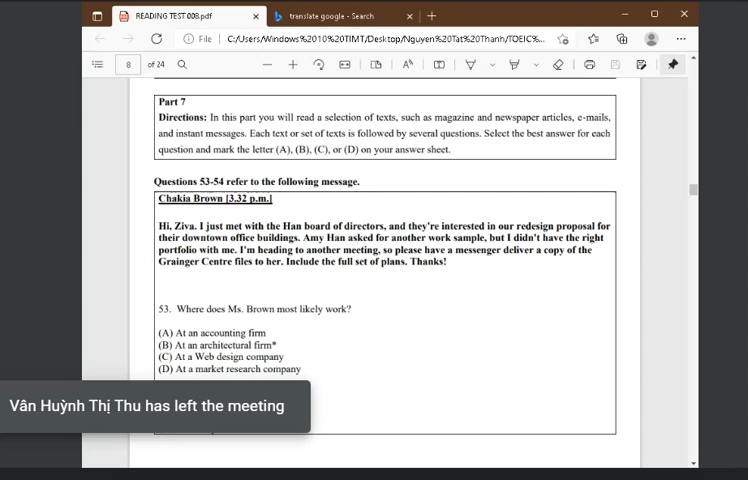 READING TEST 008.pdf
translate google - Search
File
C:/Users/Windows%2010%20TIMT/Desktop/Nguyen%20Tat%20Thanh/TOEIC%...
8 of 24
Part 7
Directions: In this part you will read a selection of texts, such as magazine and newspaper articles, e-mails,
and instant messages. Each text or set of texts is followed by several questions. Select the best answer for each
question and mark the letter (A), (B), (C), or (D) on your answer sheet.
Questions 53-54 refer to the following message.
Chakia Brown [3.32 p.m.]
Hi, Ziva. I just met with the Han board of directors, and they're interested in our redesign proposal for
their downtown office buildings. Amy Han asked for another work sample, but I didn't have the right
portfolio with me. I'm heading to another meeting, so please have a messenger deliver a copy of the
Grainger Centre files to her. Include the full set of plans. Thanks!
53. Where does Ms. Brown most likely work?
(A) At an accounting firm
(B) At an architectural firm*
(C) At a Web design company
(D) At a market research company
Vân Huỳnh Thị Thu has left the meeting